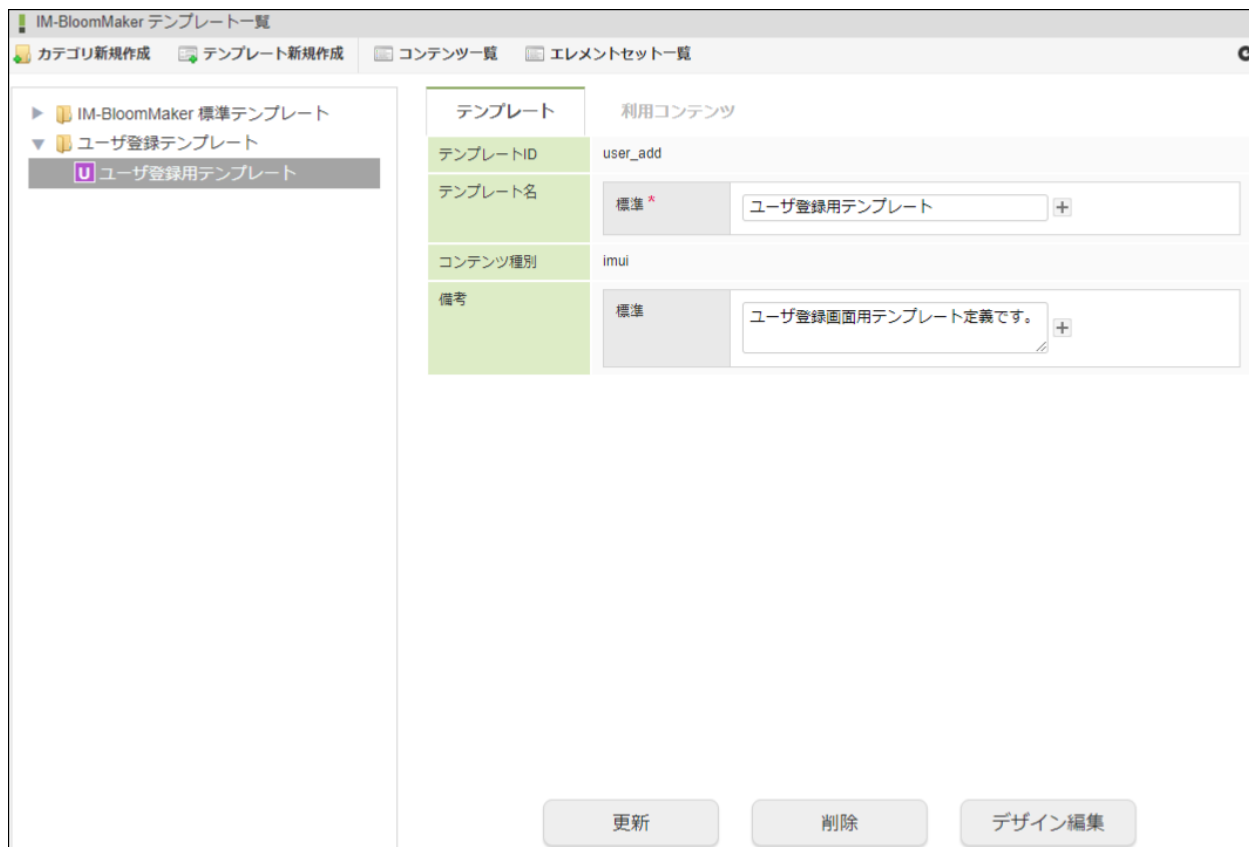 IM-BloomMaker テンプレート一覧
カテゴリ新規作成 テンプレート新規作成 コンテンツ一覧 エレメントセット一覧
IM-BloomMaker 標準テンプレート
ユーザ登録テンプレート
U ユーザ登録用テンプレート
テンプレート 利用コンテンツ
テンプレートID user_add
テンプレート名 標準 * ユーザ登録用テンプレート
コンテンツ種別 imui
備考 標準 ユーザ登録画面用テンプレート定義です。
更新 削除 デザイン編集